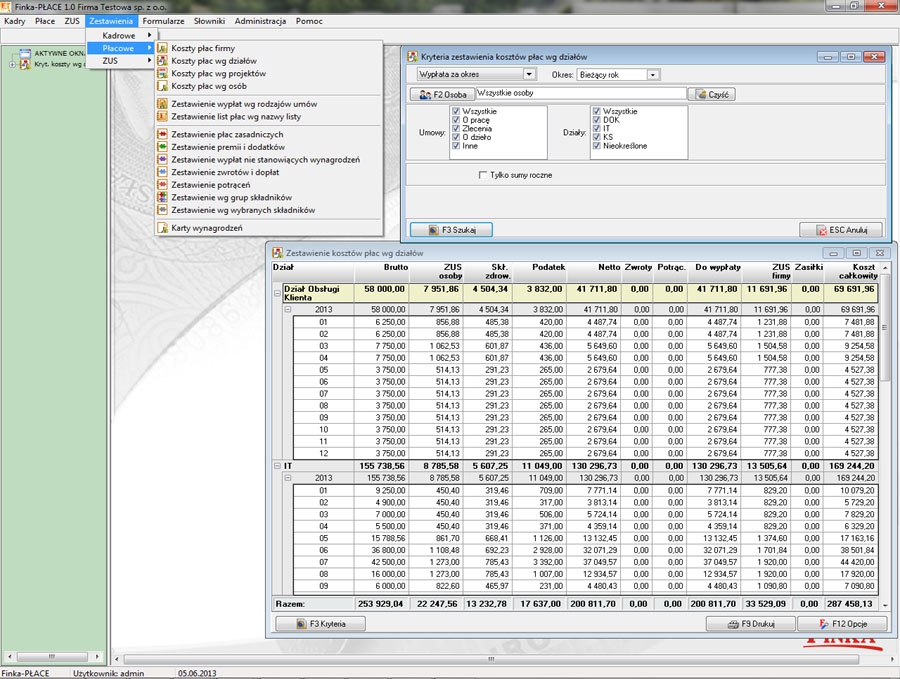 Finka-PŁACE 1.0 Firma Testowa sp. z o.o.
Kadry Płace ZUS Zestawienia Formularze Słowniki Administracja Pomoc
AKTYWNE OKN
Kryt. koszty wg d
Kadrowe
Płacowe
ZUS
Koszty płac firmy
Koszty płac wg działów
Koszty płac wg projektów
Koszty płac wg osób
Zestawienie wypłat wg rodzajów umów
Zestawienie list płac wg nazwy listy
Zestawienie płac zasadniczych
Zestawienie premii i dodatków
Zestawienie wypłat nie stanowiących wynagrodzeń
Zestawienie zwrotów i dopłat
Zestawienie potrąceń
Zestawienie wg grup składników
Zestawienie wg wybranych składników
Karty wynagrodzeń
Kryteria zestawienia kosztów płac wg działów
Wypłata za okres Okres: Bieżący rok
F2 Osoba Wszystkie osoby Czyść
Umowy:
Wszystkie
O pracę
Zlecenia
O dzieło
Inne
Działy:
Wszystkie
DOK
IT
KS
Nieokreślone
Tylko sumy roczne
F3 Szukaj ESC Anuluj
Zestawienie kosztów płac wg działów
Dział Brutto ZUS osoby Skł. zdrow. Podatek Netto Zwroty Potrąc. Do wypłaty ZUS firmy Zasiłki Koszt całkowity
Dział Obsługi Klienta 58 000,00 7 951,86 4 504,34 3 832,00 41 711,80 0,00 0,00 41 711,80 11 691,96 0,00 69 691,96
2013 58 000,00 7 951,86 4 504,34 3 832,00 41 711,80 0,00 0,00 41 711,80 11 691,96 0,00 69 691,96
01 6 250,00 856,88 485,38 420,00 4 487,74 0,00 0,00 4 487,74 1 231,88 0,00 7 481,88
02 6 250,00 856,88 485,38 420,00 4 487,74 0,00 0,00 4 487,74 1 231,88 0,00 7 481,88
03 7 750,00 1 062,53 601,87 436,00 5 649,60 0,00 0,00 5 649,60 1 504,58 0,00 9 254,58
04 7 750,00 1 062,53 601,87 436,00 5 649,60 0,00 0,00 5 649,60 1 504,58 0,00 9 254,58
05 3 750,00 514,13 291,23 265,00 2 679,64 0,00 0,00 2 679,64 777,38 0,00 4 527,38
06 3 750,00 514,13 291,23 265,00 2 679,64 0,00 0,00 2 679,64 777,38 0,00 4 527,38
07 3 750,00 514,13 291,23 265,00 2 679,64 0,00 0,00 2 679,64 777,38 0,00 4 527,38
08 3 750,00 514,13 291,23 265,00 2 679,64 0,00 0,00 2 679,64 777,38 0,00 4 527,38
09 3 750,00 514,13 291,23 265,00 2 679,64 0,00 0,00 2 679,64 777,38 0,00 4 527,38
10 3 750,00 514,13 291,23 265,00 2 679,64 0,00 0,00 2 679,64 777,38 0,00 4 527,38
11 3 750,00 514,13 291,23 265,00 2 679,64 0,00 0,00 2 679,64 777,38 0,00 4 527,38
12 3 750,00 514,13 291,23 265,00 2 679,64 0,00 0,00 2 679,64 777,38 0,00 4 527,38
IT 155 738,56 8 785,58 5 607,25 11 049,00 130 296,73 0,00 0,00 130 296,73 13 505,64 0,00 169 244,20
2013 155 738,56 8 785,58 5 607,25 11 049,00 130 296,73 0,00 0,00 130 296,73 13 505,64 0,00 169 244,20
01 9 250,00 450,40 319,46 709,00 7 771,14 0,00 0,00 7 771,14 829,20 0,00 10 079,20
02 4 900,00 450,40 319,46 317,00 3 813,14 0,00 0,00 3 813,14 829,20 0,00 5 729,20
03 7 000,00 450,40 319,46 506,00 5 724,14 0,00 0,00 5 724,14 829,20 0,00 7 829,20
04 5 500,00 450,40 319,46 371,00 4 359,14 0,00 0,00 4 359,14 829,20 0,00 6 329,20
05 15 788,56 861,70 668,41 1 126,00 13 132,45 0,00 0,00 13 132,45 1 374,60 0,00 17 163,16
06 36 800,00 1 108,48 692,23 2 928,00 32 071,29 0,00 0,00 32 071,29 1 701,84 0,00 38 501,84
07 42 500,00 1 273,00 785,43 3 392,00 37 049,57 0,00 0,00 37 049,57 1 920,00 0,00 44 420,00
08 16 000,00 1 273,00 785,43 1 007,00 12 934,57 0,00 0,00 12 934,57 1 920,00 0,00 17 920,00
09 6 000,00 822,60 465,97 231,00 4 480,43 0,00 0,00 4 480,43 1 090,80 0,00 7 090,80
Razem: 253 929,04 22 247,56 13 232,78 17 637,00 200 811,70 0,00 0,00 200 811,70 33 529,09 0,00 287 458,13
F3 Kryteria F9 Drukuj F12 Opcje
FINKA
Finka-PŁACE Użytkownik: admin 05.06.2013